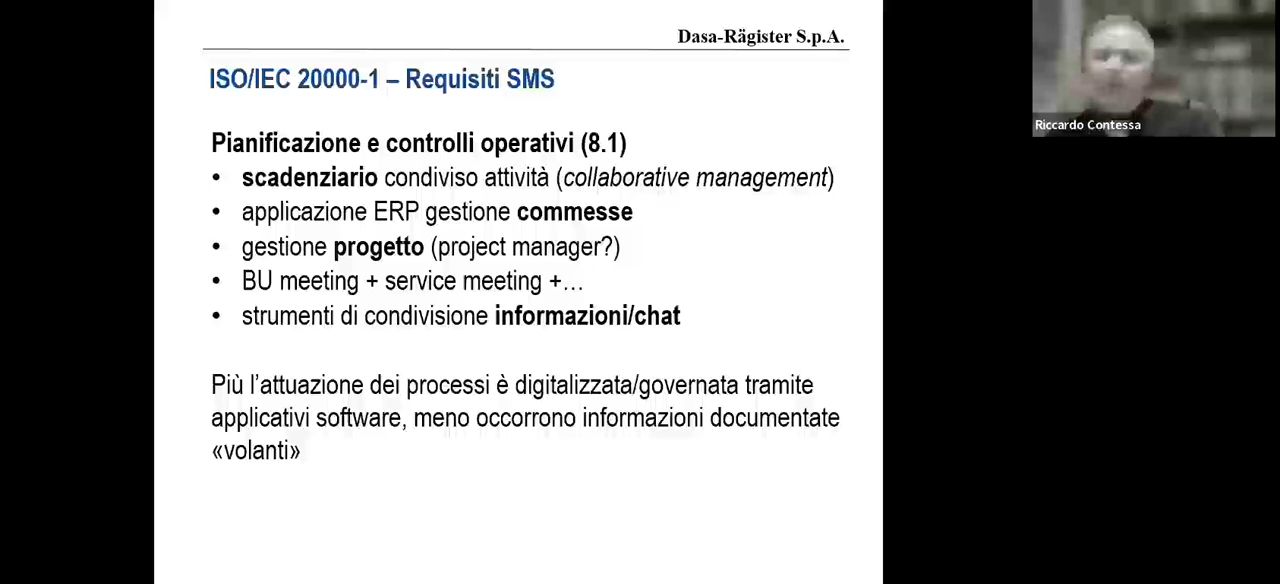 Dasa-Rägister S.p.A.
ISO/IEC 20000-1 – Requisiti SMS
Pianificazione e controlli operativi (8.1)
• scadenziario condiviso attività (collaborative management)
• applicazione ERP gestione commesse
• gestione progetto (project manager?)
• BU meeting + service meeting +…
• strumenti di condivisione informazioni/chat
Più l’attuazione dei processi è digitalizzata/governata tramite
applicativi software, meno occorrono informazioni documentate
«volanti»
Riccardo Contessa